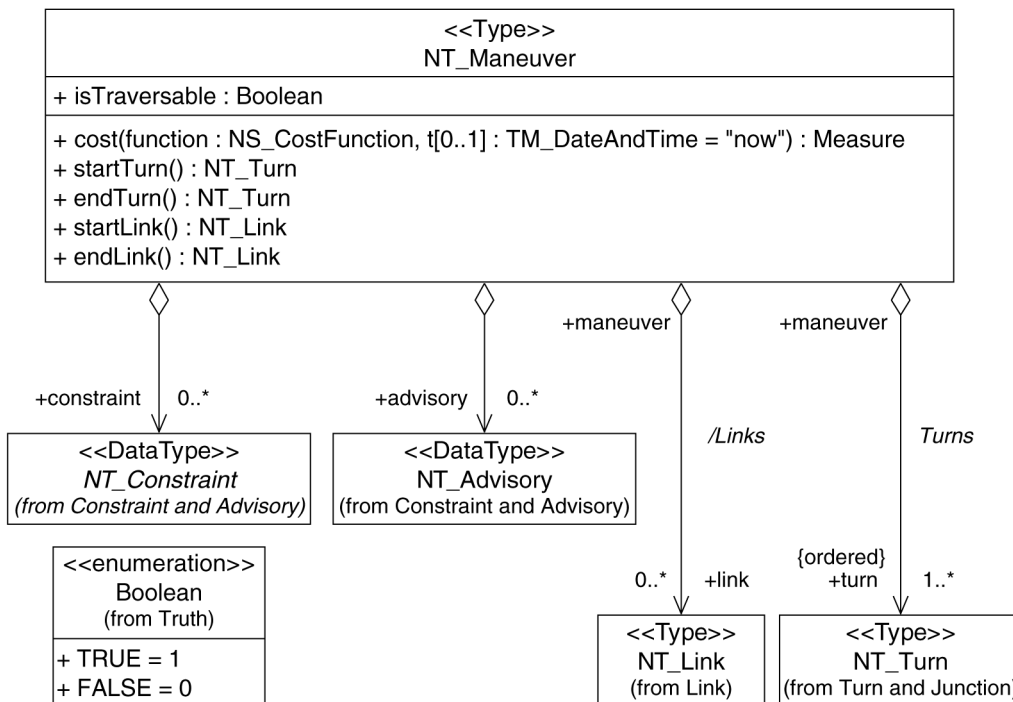 <<Type>>
NT_Maneuver
+ isTraversable : Boolean
+ cost(function : NS_CostFunction, t[0..1] : TM_DateAndTime = "now") : Measure
+ startTurn() : NT_Turn
+ endTurn() : NT_Turn
+ startLink() : NT_Link
+ endLink() : NT_Link
+maneuver
+maneuver
+constraint 0..*
+advisory 0..*
/Links
Turns
<<DataType>>
NT_Constraint
(from Constraint and Advisory)
<<DataType>>
NT_Advisory
(from Constraint and Advisory)
<<enumeration>>
Boolean
(from Truth)
+ TRUE = 1
+ FALSE = 0
0..* +link
{ordered}
+turn 1..*
<<Type>>
NT_Link
(from Link)
<<Type>>
NT_Turn
(from Turn and Junction)